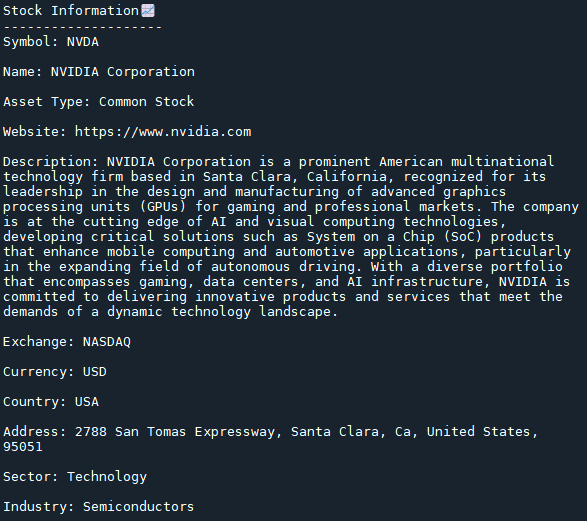 Stock Information📈
--------------------
Symbol: NVDA
Name: NVIDIA Corporation
Asset Type: Common Stock
Website: https://www.nvidia.com
Description: NVIDIA Corporation is a prominent American multinational
technology firm based in Santa Clara, California, recognized for its
leadership in the design and manufacturing of advanced graphics
processing units (GPUs) for gaming and professional markets. The company
is at the cutting edge of AI and visual computing technologies,
developing critical solutions such as System on a Chip (SoC) products
that enhance mobile computing and automotive applications, particularly
in the expanding field of autonomous driving. With a diverse portfolio
that encompasses gaming, data centers, and AI infrastructure, NVIDIA is
committed to delivering innovative products and services that meet the
demands of a dynamic technology landscape.
Exchange: NASDAQ
Currency: USD
Country: USA
Address: 2788 San Tomas Expressway, Santa Clara, Ca, United States,
95051
Sector: Technology
Industry: Semiconductors